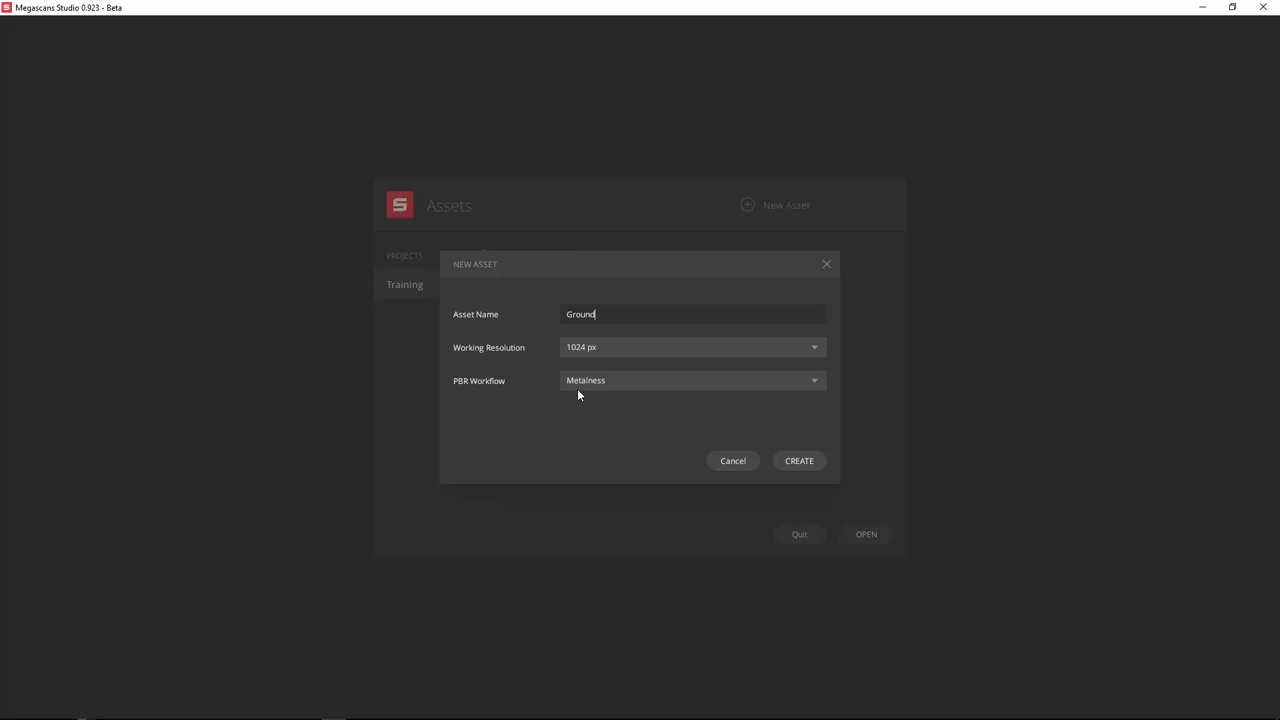 Megascans Studio 0.923 - Beta
S Assets
New Asset
PROJECTS
Training
NEW ASSET
Asset Name
Ground
Working Resolution
1024 px
PBR Workflow
Metalness
Cancel
CREATE
Quit
OPEN